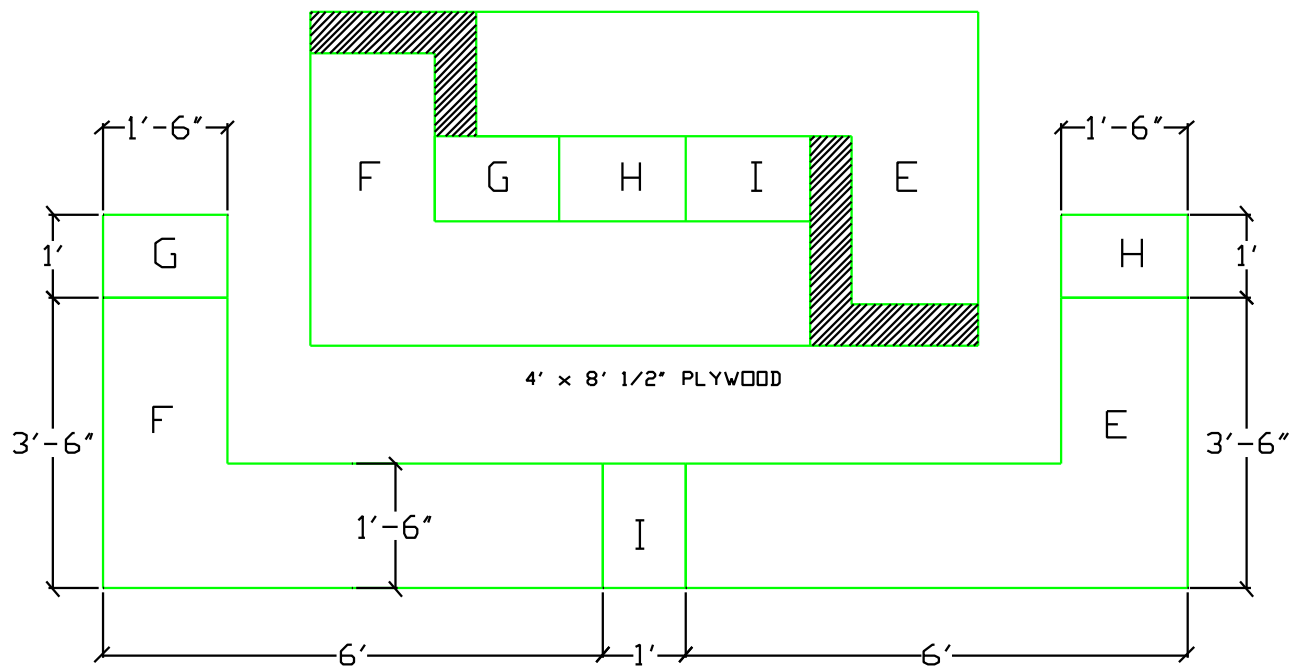 1'-6"
1'-6"
F G H I E
G
H
1'
1'
4' x 8' 1/2" PLYWOOD
F
E
3'-6"
3'-6"
1'-6"
I
6' 1' 6'